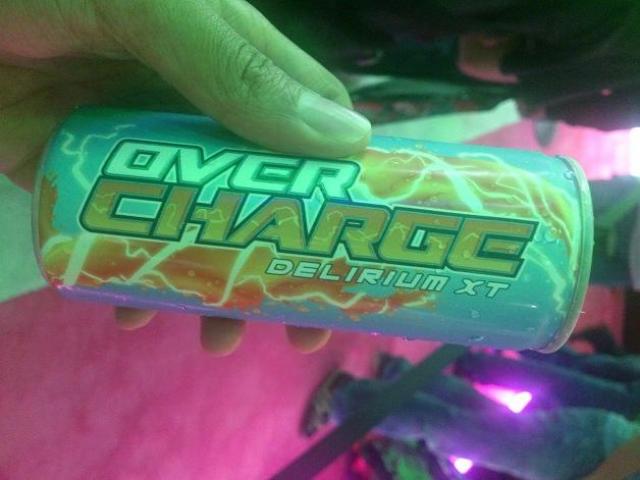 OVER
CHARGE
DELIRIUM XT